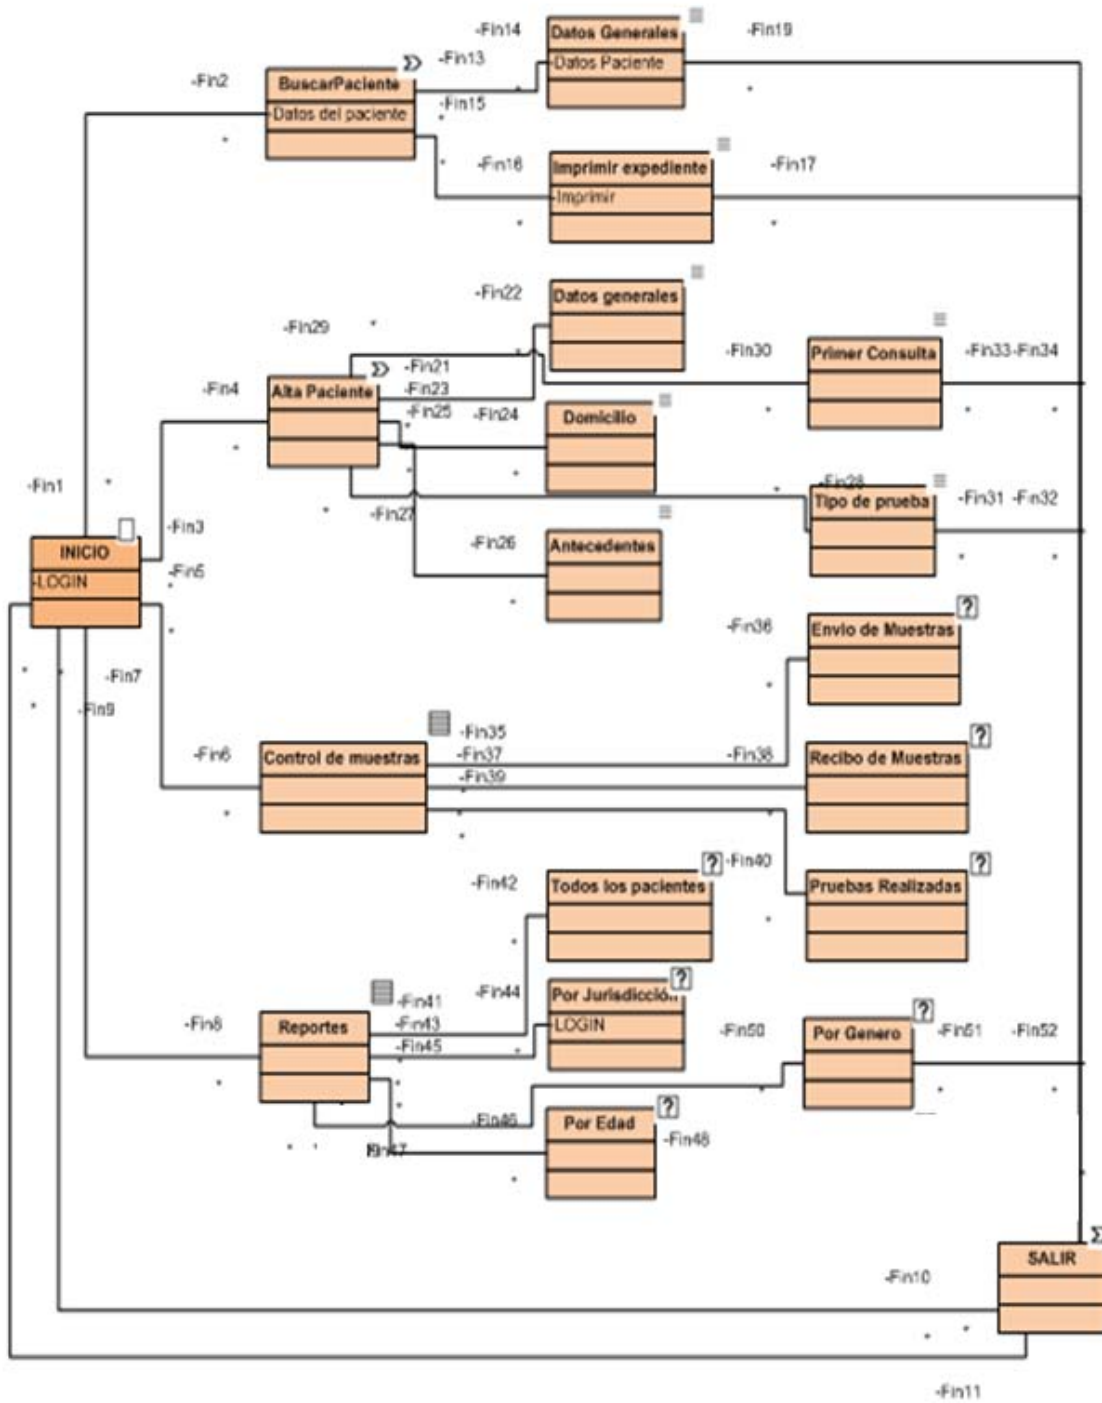 -Fin14
Datos Generales
-Fin19
-Fin13
-Datos Paciente
-Fin2
BuscarPaciente
-Fin15
-Datos del paciente
-Fin16
Imprimir expediente
-Fin17
-Imprimir
-Fin22
Datos generales
-Fin29
-Fin30
Primer Consulta
-Fin33
-Fin34
-Fin21
-Fin4
Alta Paciente
-Fin23
-Fin25
-Fin24
Domicilio
-Fin1
-Fin28
-Fin3
-Fin27
Tipo de prueba
-Fin31
-Fin32
INICIO
-Fin26
Antecedentes
-LOGIN
-Fin5
-Fin36
Envio de Muestras
-Fin7
-Fin9
-Fin35
-Fin6
Control de muestras
-Fin37
-Fin38
Recibo de Muestras
-Fin39
-Fin42
Todos los pacientes
-Fin40
Pruebas Realizadas
-Fin41
-Fin44
Por Jurisdicción
-Fin8
Reportes
-Fin43
-LOGIN
-Fin50
Por Genero
-Fin51
-Fin52
-Fin45
-Fin46
Por Edad
-Fin48
SALIR
-Fin10
-Fin11